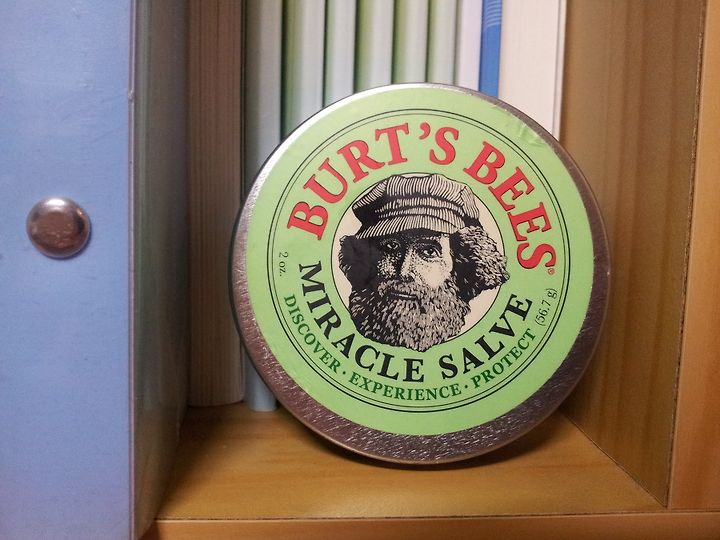 BURT'S BEES®
2 oz.
(56.7 g)
MIRACLE SALVE
DISCOVER · EXPERIENCE · PROTECT